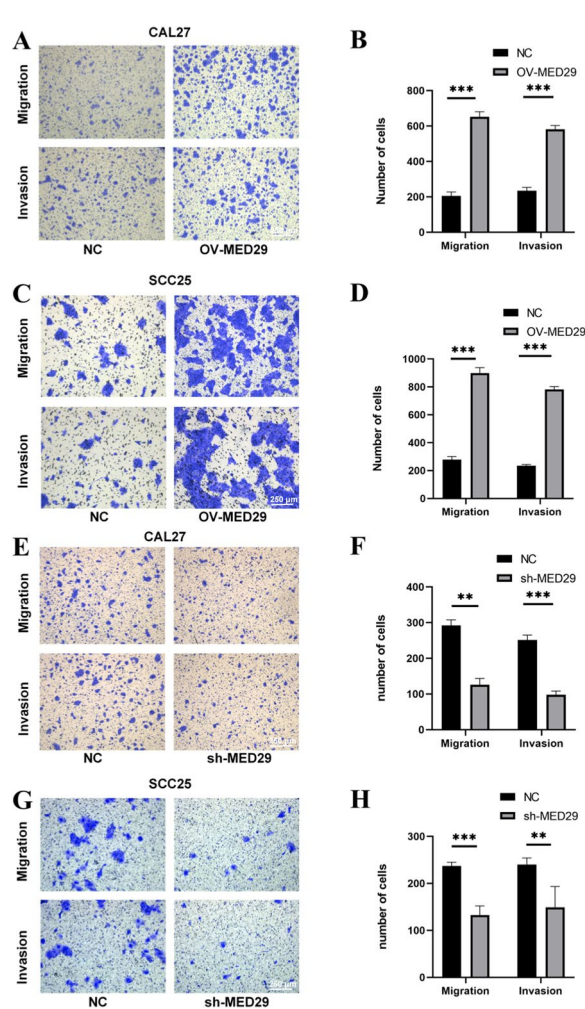 A
CAL27
Migration
Invasion
NC
OV-MED29
B
NC
OV-MED29
Number of cells
800
600
400
200
0
***
***
Migration
Invasion
C
SCC25
Migration
Invasion
250 μm
NC
OV-MED29
D
NC
OV-MED29
Number of cells
1000
800
600
400
200
0
***
***
Migration
Invasion
E
CAL27
Migration
Invasion
NC
sh-MED29
F
NC
sh-MED29
number of cells
400
300
200
100
0
**
***
Migration
Invasion
G
SCC25
Migration
Invasion
250 μm
NC
sh-MED29
H
NC
sh-MED29
number of cells
300
200
100
0
***
**
Migration
Invasion